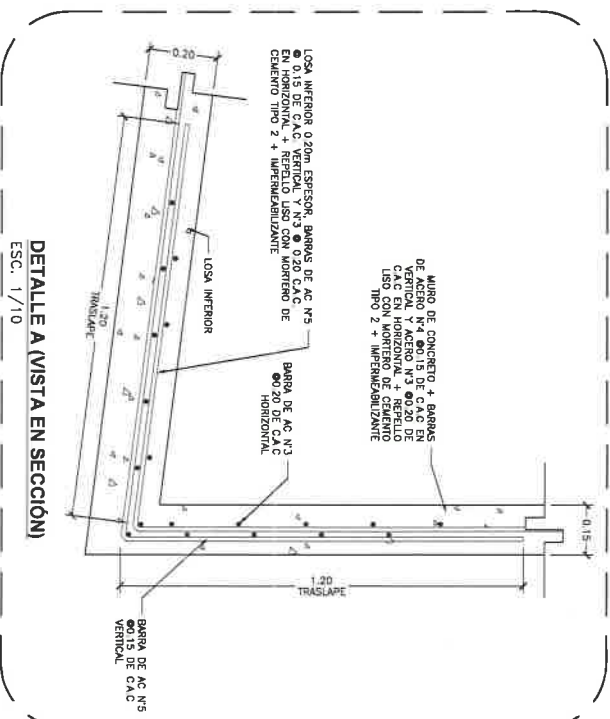 MURO DE CONCRETO + BARRAS
DE ACERO N°4 @0.15 DE C.A.C EN
VERTICAL Y ACERO N°3 @0.20 DE
C.A.C EN HORIZONTAL + REPELLO
LISO CON MORTERO DE CEMENTO
TIPO 2 + IMPERMEABILIZANTE
0.15
LOSA INFERIOR 0.20m ESPESOR, BARRAS DE AC N°5
@ 0.15 DE C.A.C. VERTICAL Y N°3 @ 0.20 C.A.C.
EN HORIZONTAL + REPELLO LISO CON MORTERO DE
CEMENTO TIPO 2 + IMPERMEABILIZANTE
BARRA DE AC N°3
@0.20 DE C.A.C
HORIZONTAL
1.20
TRASLAPE
0.20
LOSA INFERIOR
1.20
TRASLAPE
BARRA DE AC N°5
@0.15 DE C.A.C
VERTICAL
DETALLE A (VISTA EN SECCIÓN)
ESC. 1/10